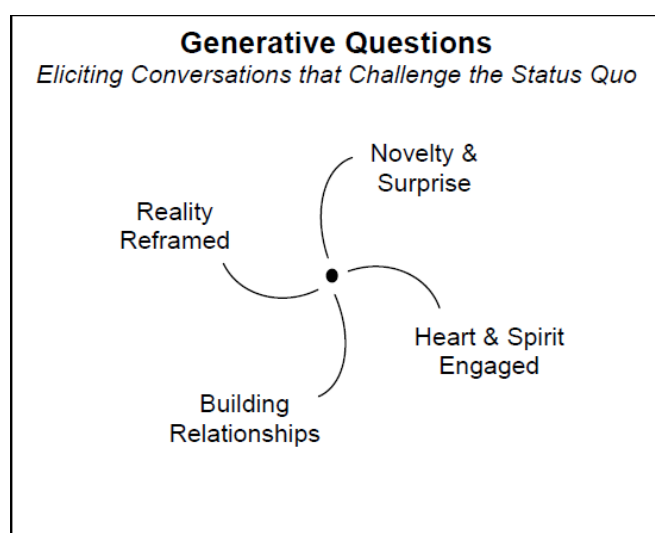 Generative Questions
Eliciting Conversations that Challenge the Status Quo
Novelty &
Surprise
Reality
Reframed
Heart & Spirit
Engaged
Building
Relationships